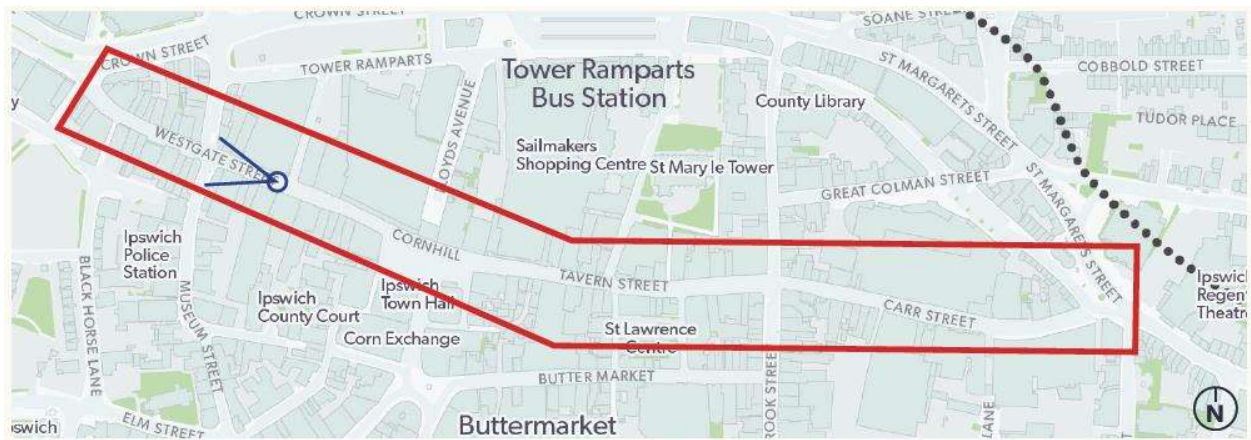 CROWN STREET
CROWN STREET
TOWER RAMPARTS
Tower Ramparts
Bus Station
SOANE STREET
ST MARGARETS STREET
COBBOLD STREET
County Library
TUDOR PLACE
WESTGATE STREET
LLOYDS AVENUE
Sailmakers
Shopping Centre
St Mary le Tower
GREAT COLMAN STREET
ST MARGARETS STREET
Ipswich
Police
Station
CORNHILL
TAVERN STREET
Ipswich
Regent
Theatre
BLACK HORSE LANE
MUSEUM STREET
Ipswich
County Court
Ipswich
Town Hall
Corn Exchange
St Lawrence
Centre
CARR STREET
BUTTER MARKET
ROOK STREET
LANE
ELM STREET
Buttermarket
N